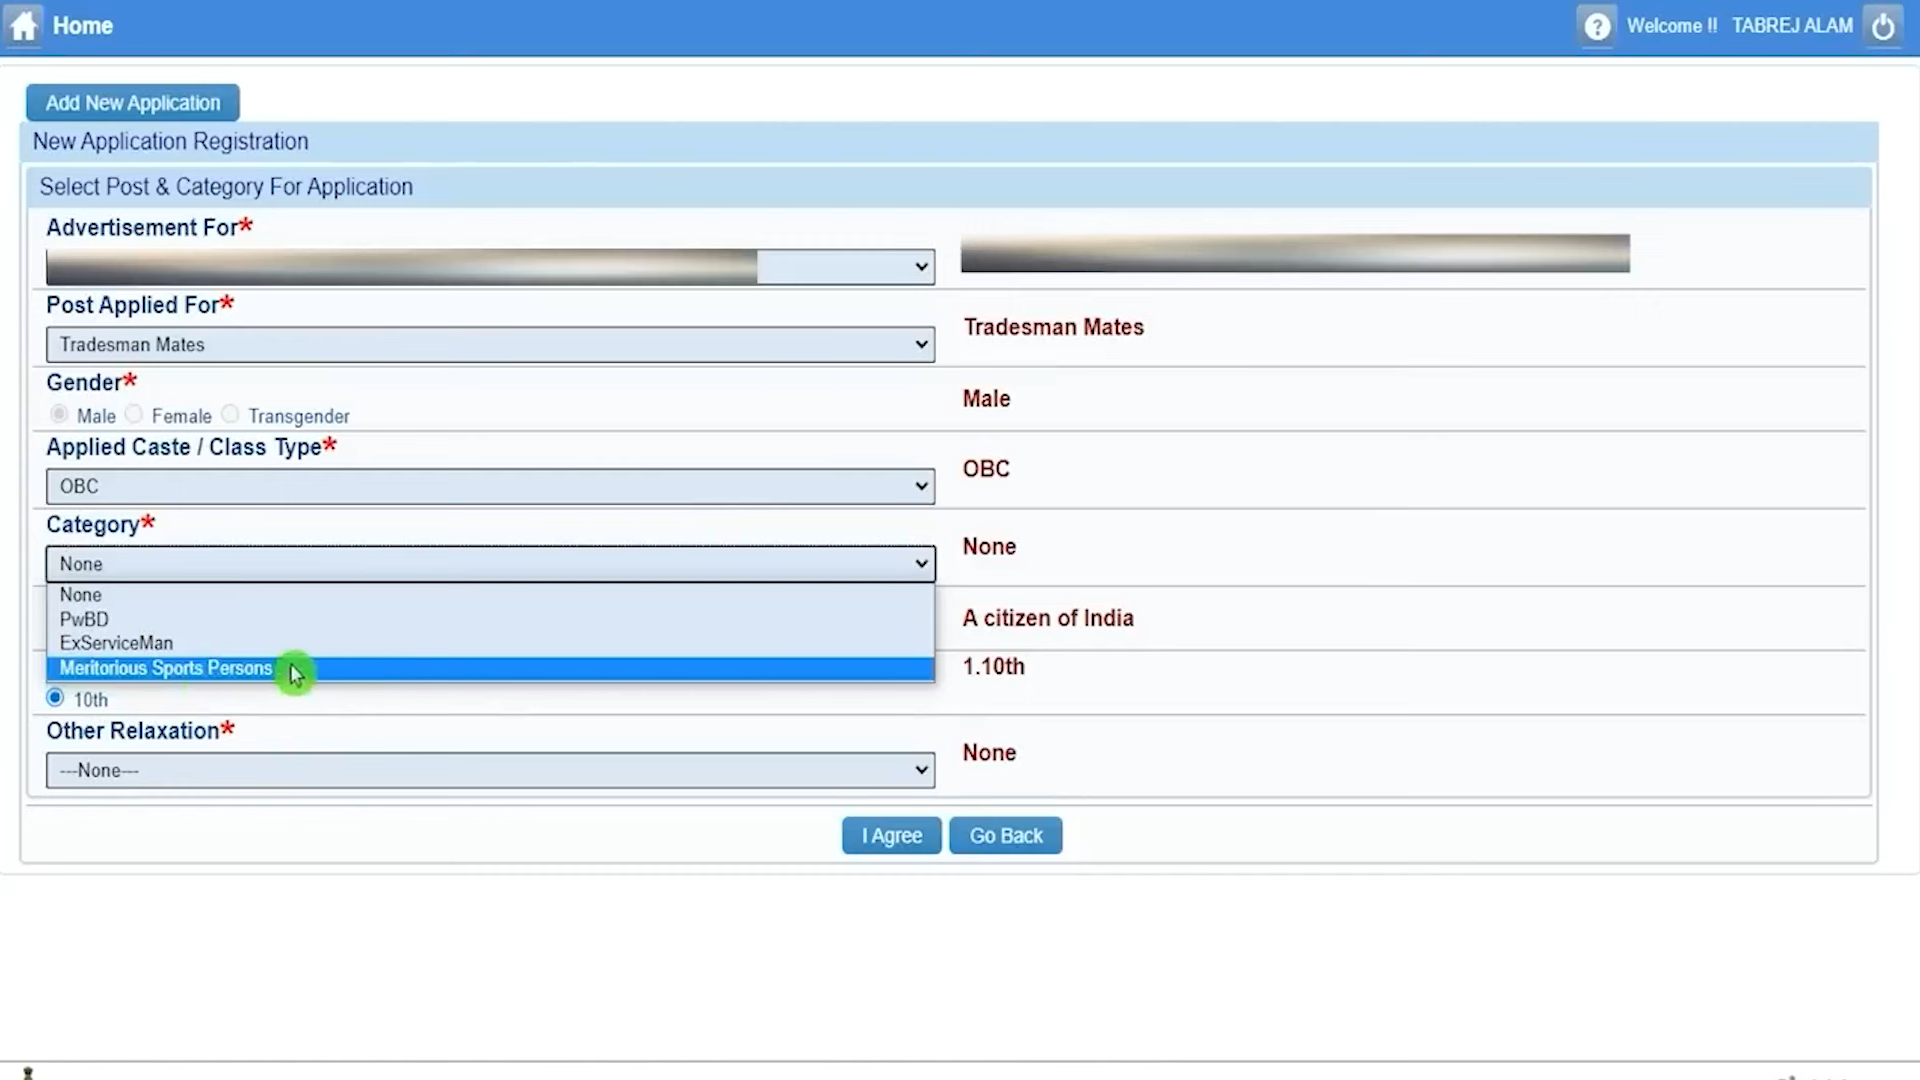 Home
Welcome !! TABREJ ALAM
Add New Application
New Application Registration
Select Post & Category For Application
Advertisement For*
Post Applied For*
Tradesman Mates
Tradesman Mates
Gender*
Male Female Transgender
Male
Applied Caste / Class Type*
OBC
OBC
Category*
None
None
None
PwBD
ExServiceMan
Meritorious Sports Persons
A citizen of India
1.10th
10th
Other Relaxation*
---None---
None
I Agree Go Back